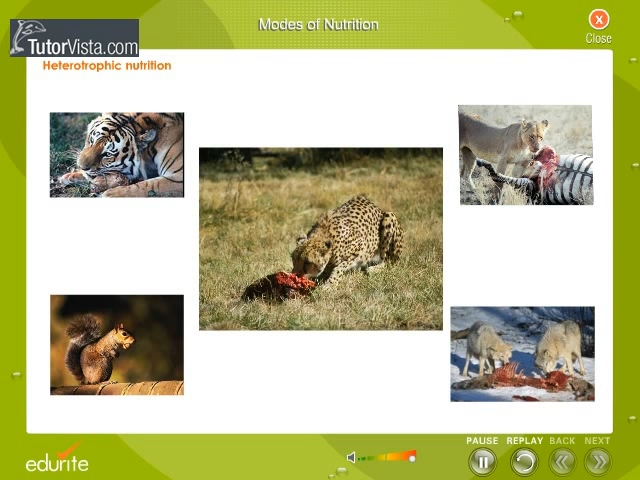 Modes of Nutrition
Close
TutorVista.com
Heterotrophic nutrition
PAUSE REPLAY BACK NEXT
edurite